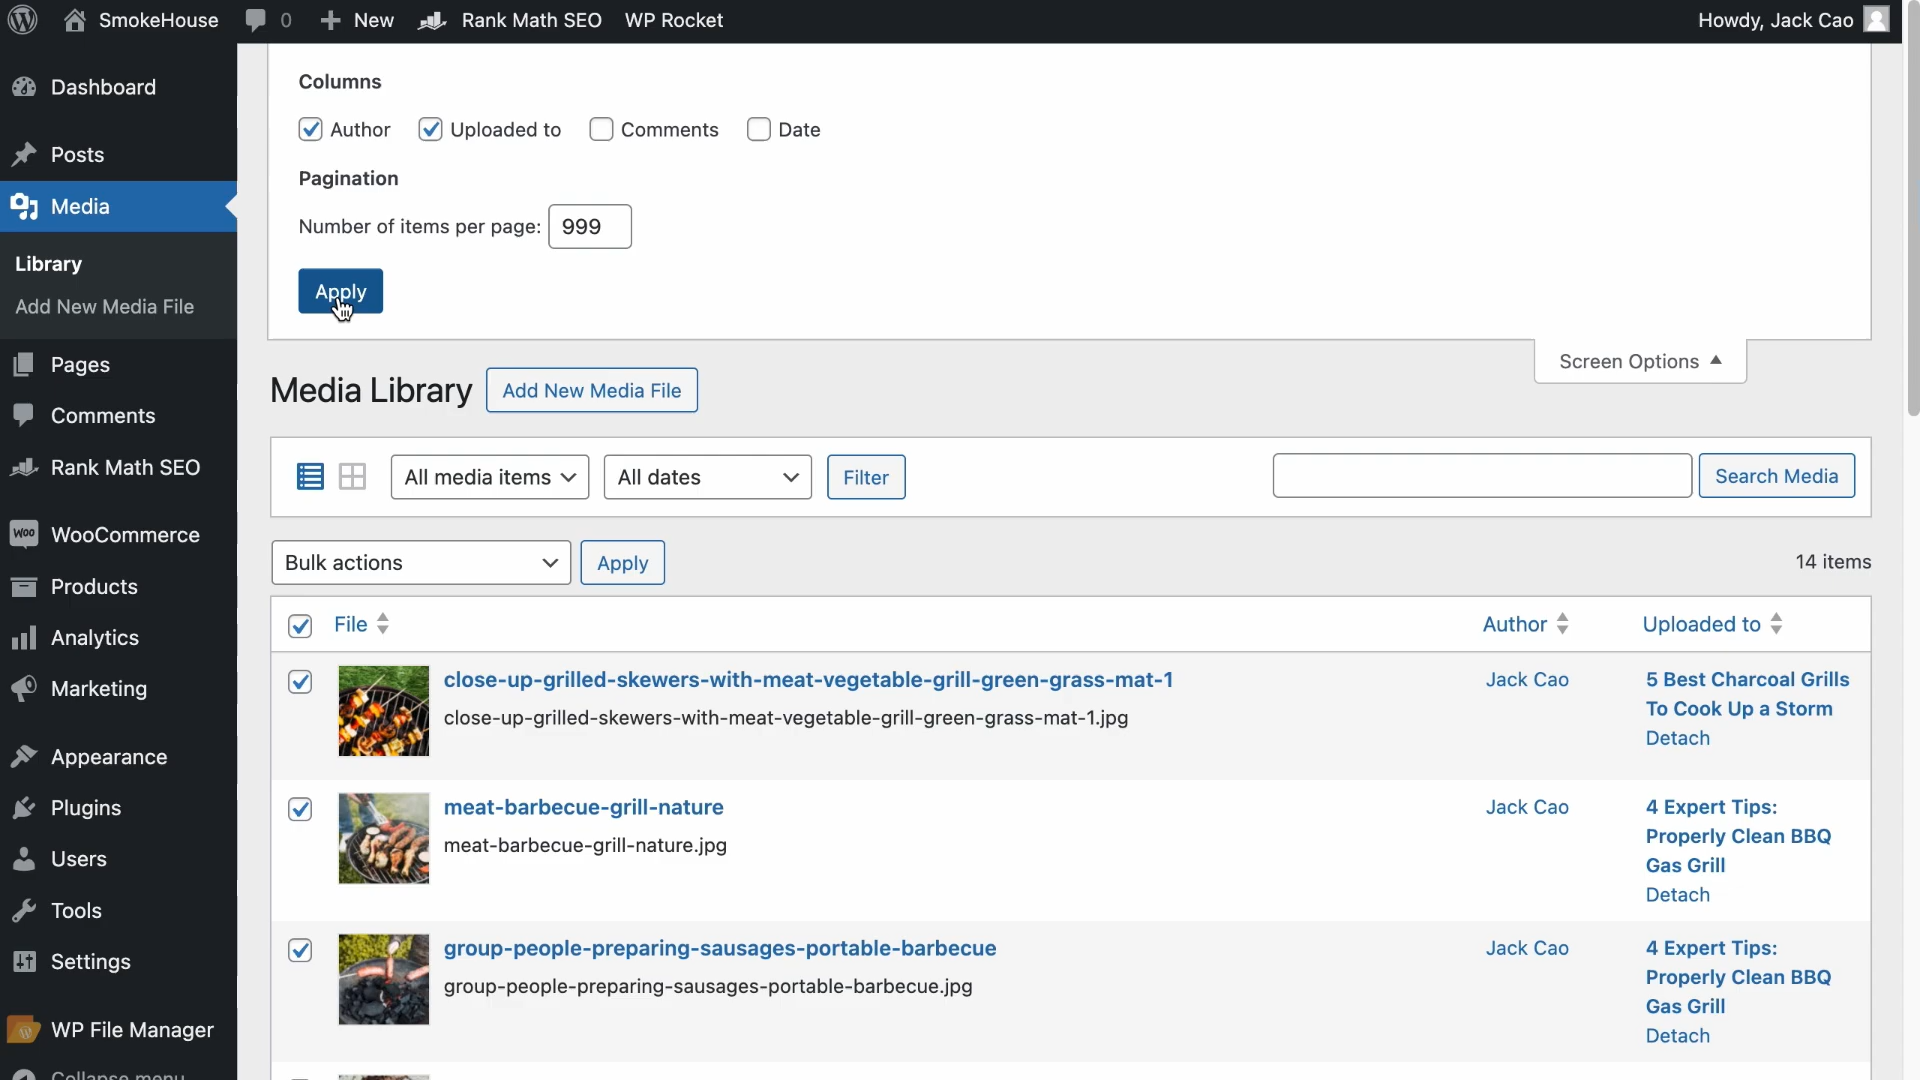 SmokeHouse 0 New Rank Math SEO WP Rocket Howdy, Jack Cao
Dashboard
Posts
Media
Library
Add New Media File
Pages
Comments
Rank Math SEO
Woo WooCommerce
Products
Analytics
Marketing
Appearance
Plugins
Users
Tools
Settings
WP File Manager
Collapse menu
Columns
Author Uploaded to Comments Date
Pagination
Number of items per page: 999
Apply
Screen Options
Media Library Add New Media File
All media items All dates Filter Search Media
Bulk actions Apply 14 items
File Author Uploaded to
close-up-grilled-skewers-with-meat-vegetable-grill-green-grass-mat-1 Jack Cao 5 Best Charcoal Grills
To Cook Up a Storm
close-up-grilled-skewers-with-meat-vegetable-grill-green-grass-mat-1.jpg
Detach
meat-barbecue-grill-nature Jack Cao 4 Expert Tips:
Properly Clean BBQ
meat-barbecue-grill-nature.jpg
Gas Grill
Detach
group-people-preparing-sausages-portable-barbecue Jack Cao 4 Expert Tips:
Properly Clean BBQ
group-people-preparing-sausages-portable-barbecue.jpg
Gas Grill
Detach